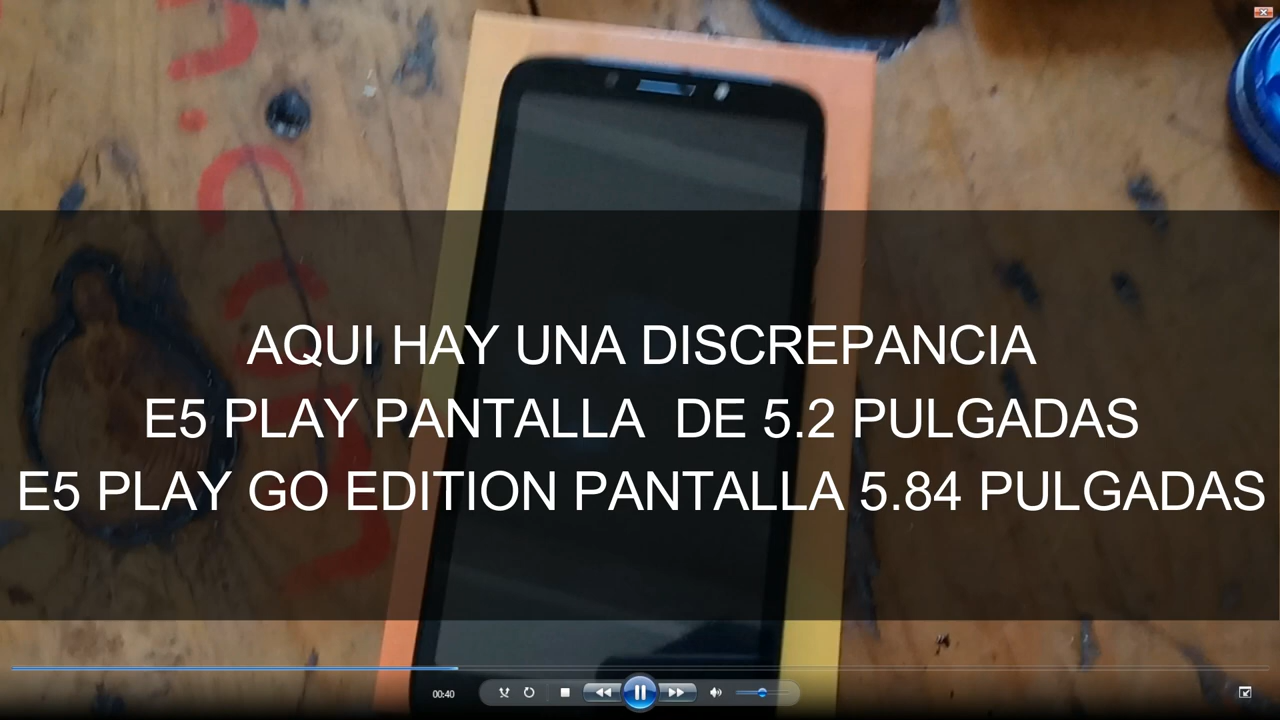 AQUI HAY UNA DISCREPANCIA
E5 PLAY PANTALLA  DE 5.2 PULGADAS
E5 PLAY GO EDITION PANTALLA 5.84 PULGADAS
00:40